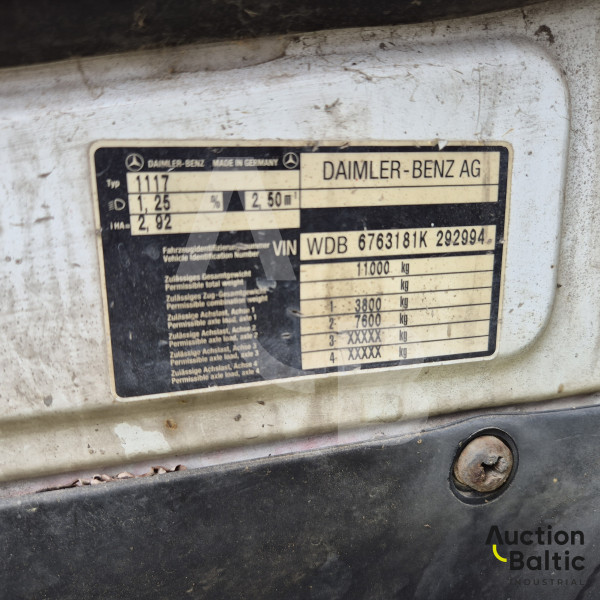 DAIMLER-BENZ MADE IN GERMANY
DAIMLER-BENZ AG
Typ 1117
1,25 % 2,50m
iHA= 2,92
Fahrzeugidentifizierungsnummer
Vehicle Identification Number
VIN WDB 6763181K 292994
Zulässiges Gesamtgewicht
Permissible total weight
11000 kg
Zulässiges Zug-Gesamtgewicht
Permissible combination weight
kg
Zulässige Achslast, Achse 1
Permissible axle load, axle 1
1 3800 kg
Zulässige Achslast, Achse 2
Permissible axle load, axle 2
2 7600 kg
Zulässige Achslast, Achse 3
Permissible axle load, axle 3
3 XXXXX kg
Zulässige Achslast, Achse 4
Permissible axle load, axle 4
4 XXXXX kg
Auction
Baltic
INDUSTRIAL